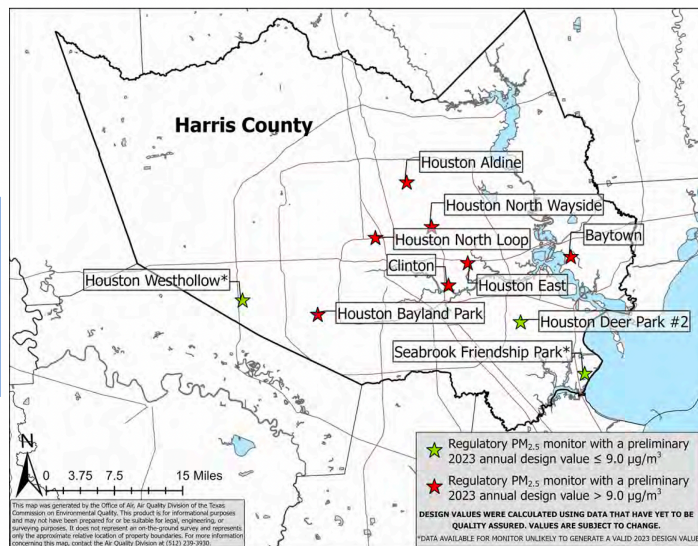 Harris County
Houston Aldine
Houston North Wayside
Houston North Loop
Baytown
Clinton
Houston East
Houston Westhollow*
Houston Bayland Park
Houston Deer Park #2
Seabrook Friendship Park*
N
0 3.75 7.5 15 Miles
Regulatory PM2.5 monitor with a preliminary
2023 annual design value ≤ 9.0 µg/m³
Regulatory PM2.5 monitor with a preliminary
2023 annual design value > 9.0 µg/m³
DESIGN VALUES WERE CALCULATED USING DATA THAT HAVE YET TO BE
QUALITY ASSURED. VALUES ARE SUBJECT TO CHANGE.
*DATA AVAILABLE FOR MONITOR UNLIKELY TO GENERATE A VALID 2023 DESIGN VALUE
This map was generated by the Office of Air, Air Quality Division of the Texas
Commission on Environmental Quality. This product is for informational purposes
and may not have been prepared for or be suitable for legal, engineering, or
surveying purposes. It does not represent an on-the-ground survey and represents
only the approximate relative location of property boundaries. For more information
concerning this map, contact the Air Quality Division at (512) 239-3930.